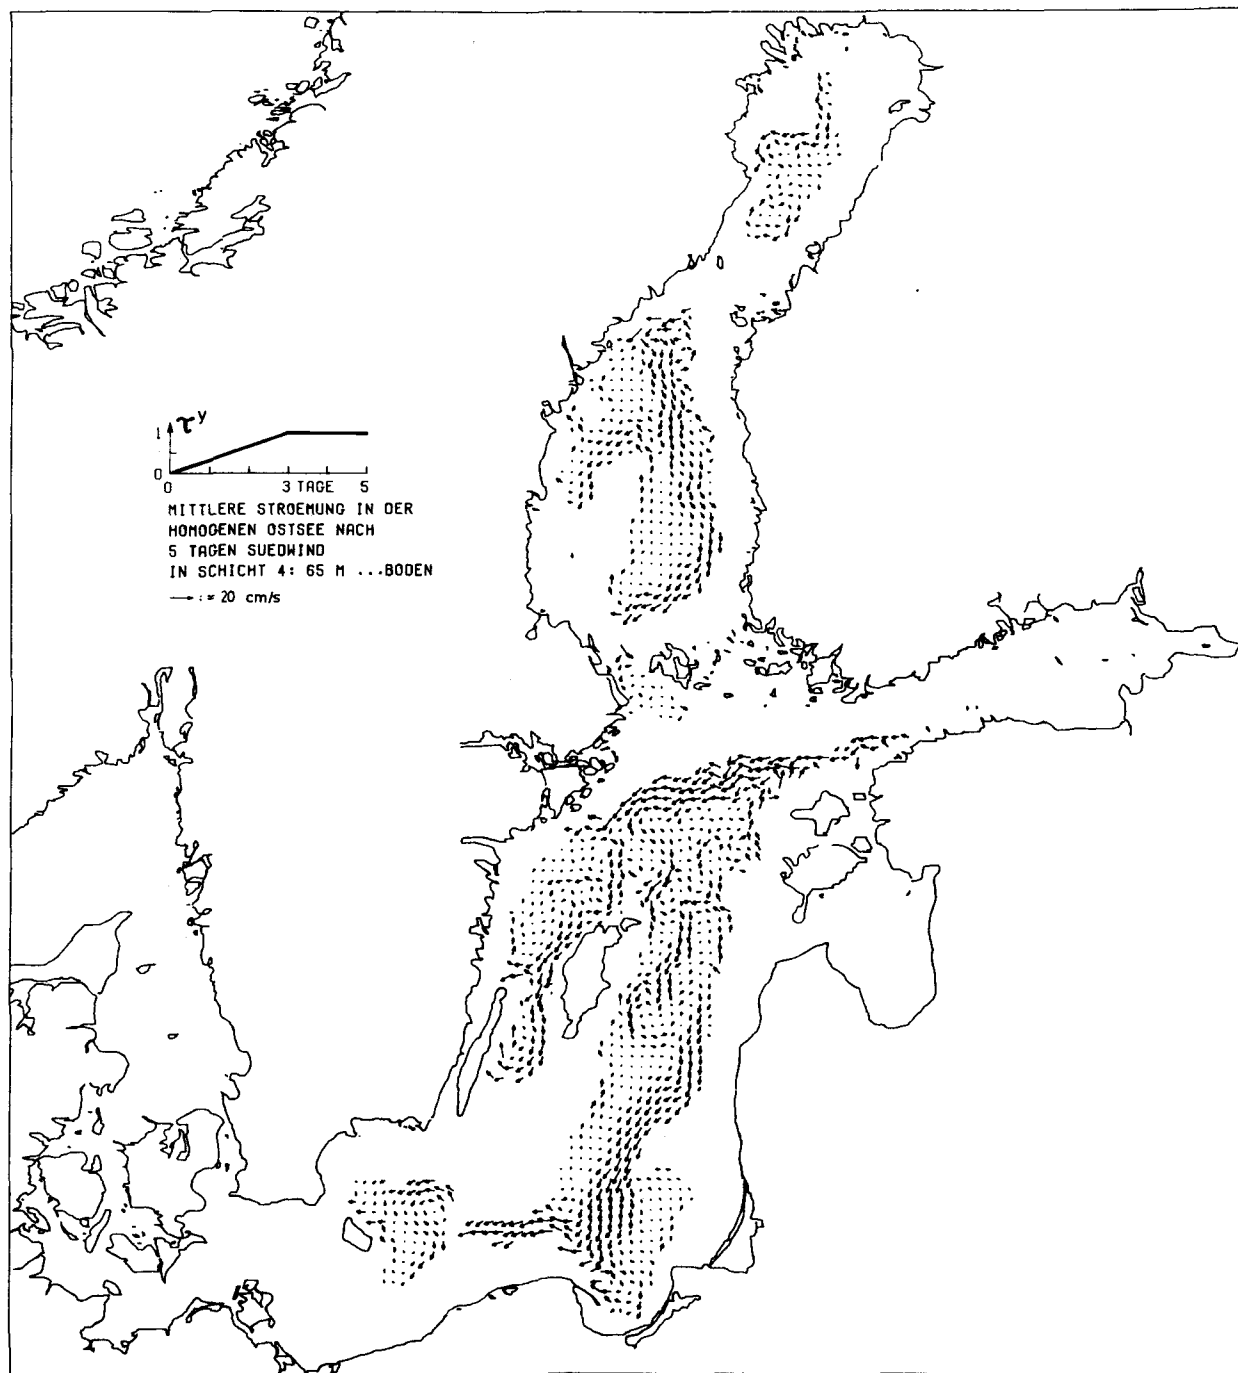 τʸ
1
0
0 3 TAGE 5
MITTLERE STROEMUNG IN DER
HOMOGENEN OSTSEE NACH
5 TAGEN SUEDWIND
IN SCHICHT 4: 65 M ...BODEN
→ : ≈ 20 cm/s